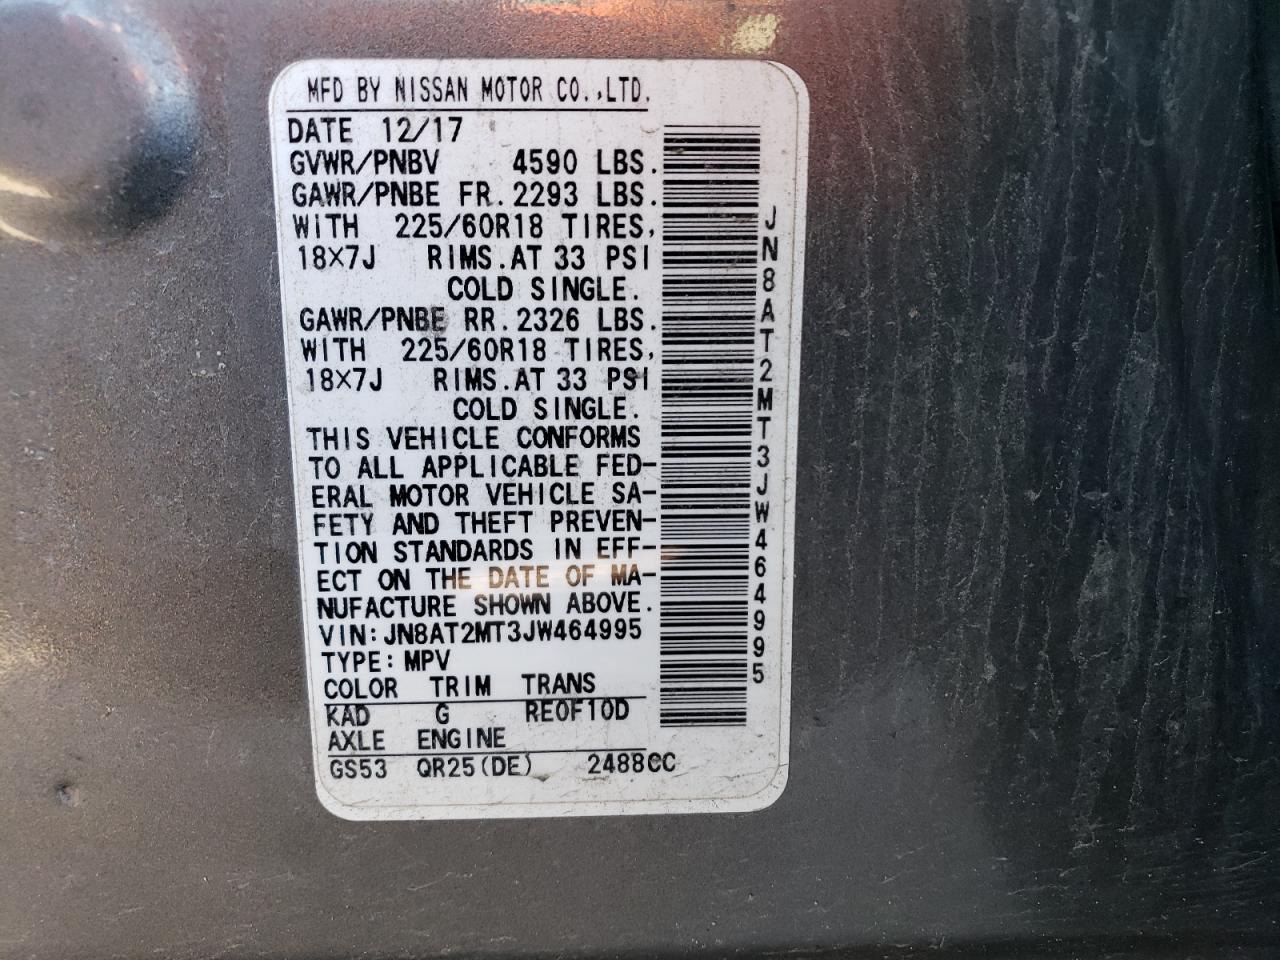 MFD BY NISSAN MOTOR CO.,LTD.
DATE 12/17
GVWR/PNBV 4590 LBS.
GAWR/PNBE FR.2293 LBS.
WITH 225/60R18 TIRES,
18×7J RIMS.AT 33 PSI
COLD SINGLE.
GAWR/PNBE RR.2326 LBS.
WITH 225/60R18 TIRES,
18×7J RIMS.AT 33 PSI
COLD SINGLE.
THIS VEHICLE CONFORMS
TO ALL APPLICABLE FED-
ERAL MOTOR VEHICLE SA-
FETY AND THEFT PREVEN-
TION STANDARDS IN EFF-
ECT ON THE DATE OF MA-
NUFACTURE SHOWN ABOVE.
VIN:JN8AT2MT3JW464995
TYPE:MPV
COLOR TRIM TRANS
KAD G RE0F10D
AXLE ENGINE
GS53 QR25(DE) 2488CC
JN8AT2MT3JW464995